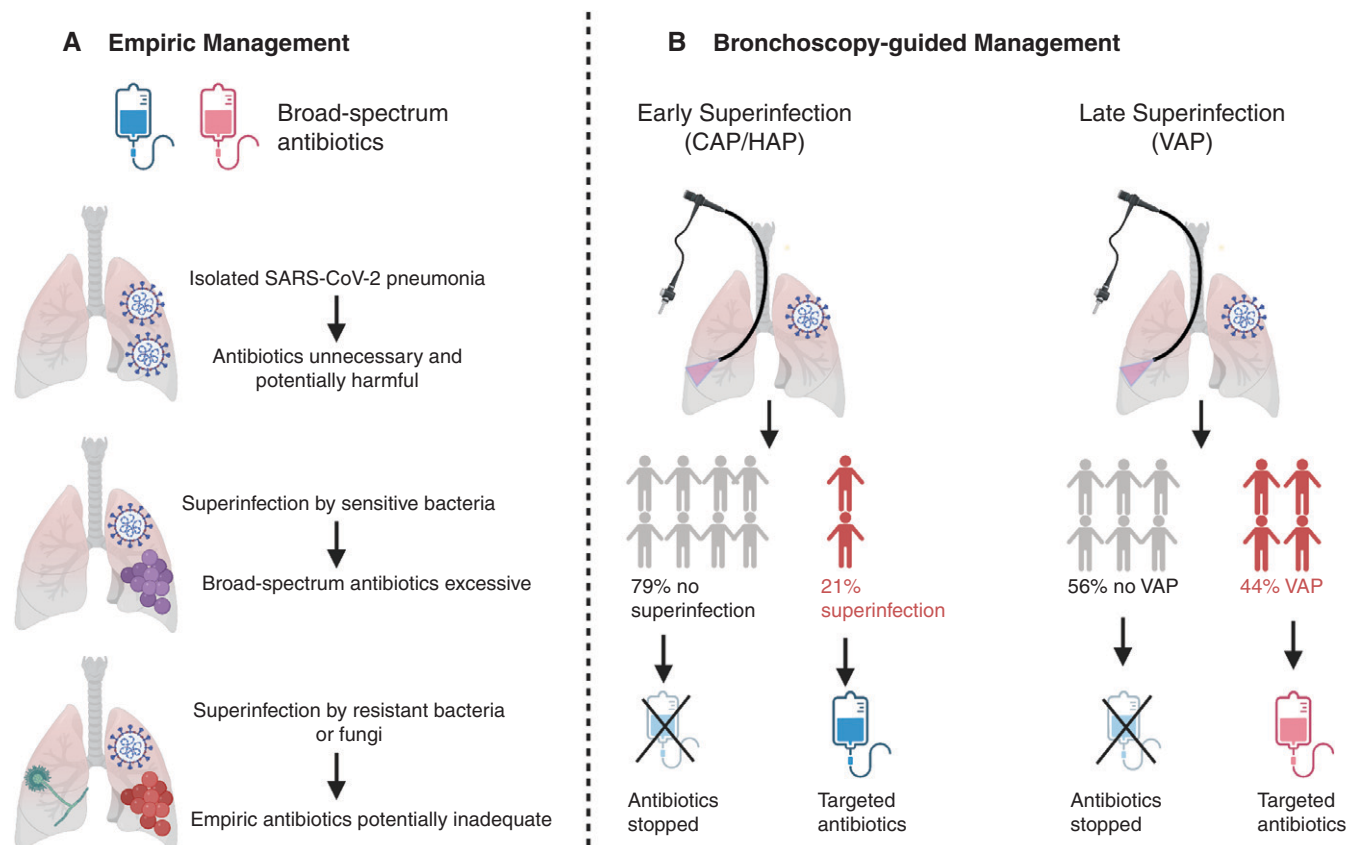 A Empiric Management
Broad-spectrum
antibiotics
Isolated SARS-CoV-2 pneumonia
Antibiotics unnecessary and
potentially harmful
Superinfection by sensitive bacteria
Broad-spectrum antibiotics excessive
Superinfection by resistant bacteria
or fungi
Empiric antibiotics potentially inadequate
B Bronchoscopy-guided Management
Early Superinfection
(CAP/HAP)
79% no
superinfection
21%
superinfection
Antibiotics
stopped
Targeted
antibiotics
Late Superinfection
(VAP)
56% no VAP
44% VAP
Antibiotics
stopped
Targeted
antibiotics